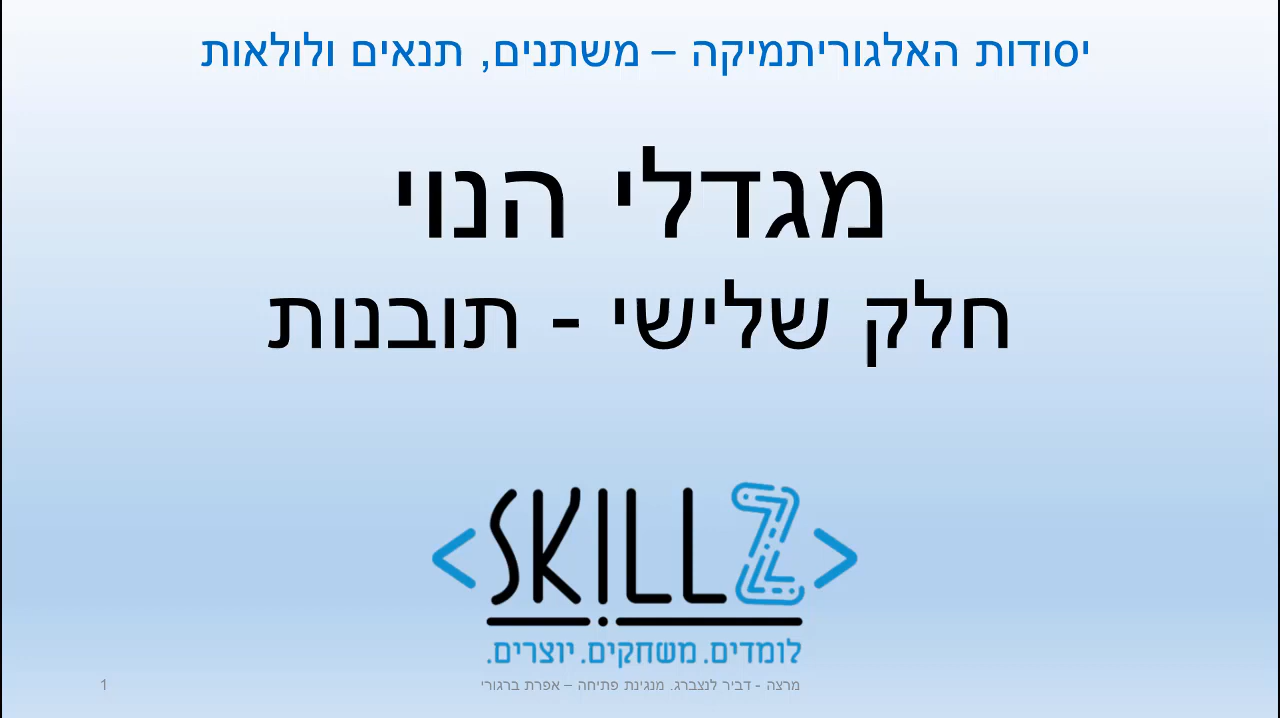 יסודות האלגוריתמיקה – משתנים, תנאים ולולאות
מגדלי הנוי
חלק שלישי - תובנות
<SKILLZ>
לומדים. משחקים. יוצרים.
מרצה - דביר לנצברג. מנגינת פתיחה – אפרת ברגורי
1